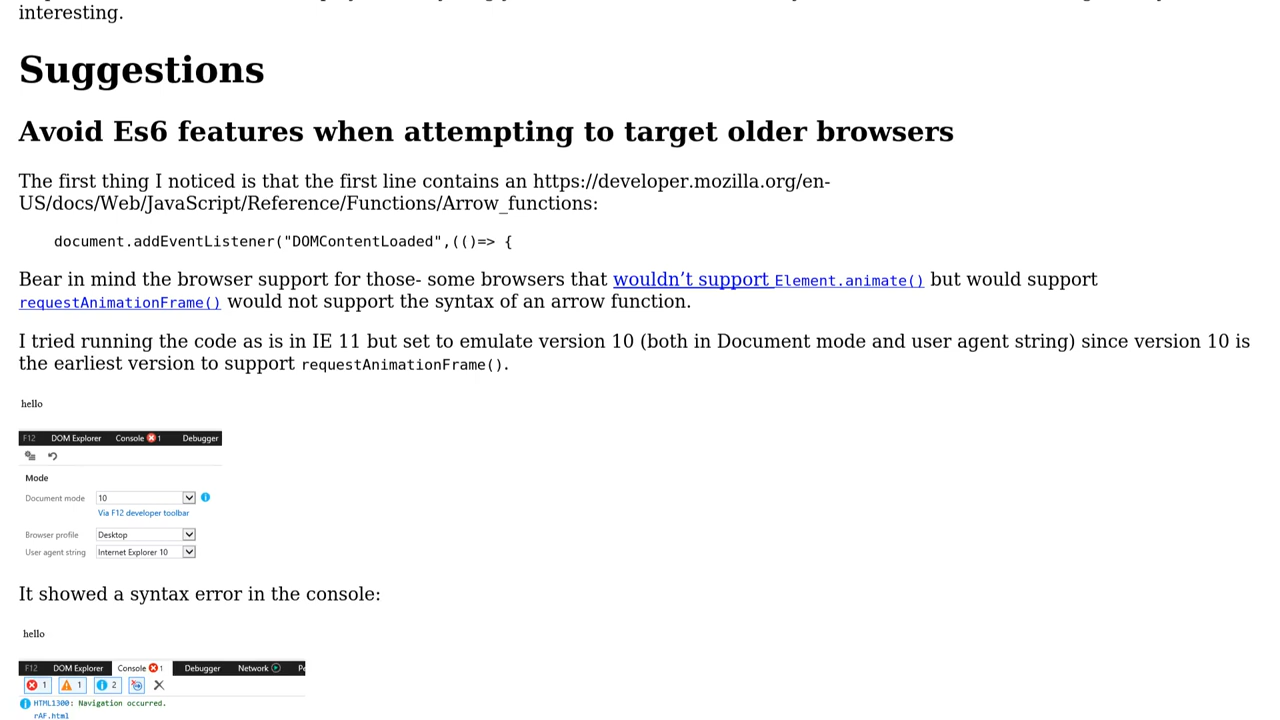 interesting.
Suggestions
Avoid Es6 features when attempting to target older browsers
The first thing I noticed is that the first line contains an https://developer.mozilla.org/en-
US/docs/Web/JavaScript/Reference/Functions/Arrow_functions:
document.addEventListener("DOMContentLoaded",(()=> {
Bear in mind the browser support for those- some browsers that wouldn’t support Element.animate() but would support
requestAnimationFrame() would not support the syntax of an arrow function.
I tried running the code as is in IE 11 but set to emulate version 10 (both in Document mode and user agent string) since version 10 is
the earliest version to support requestAnimationFrame().
hello
F12 DOM Explorer Console 1 Debugger
Mode
Document mode 10
Via F12 developer toolbar
Browser profile Desktop
User agent string Internet Explorer 10
It showed a syntax error in the console:
hello
F12 DOM Explorer Console 1 Debugger Network Pe
1 1 2
HTML1300: Navigation occurred.
rAF.html